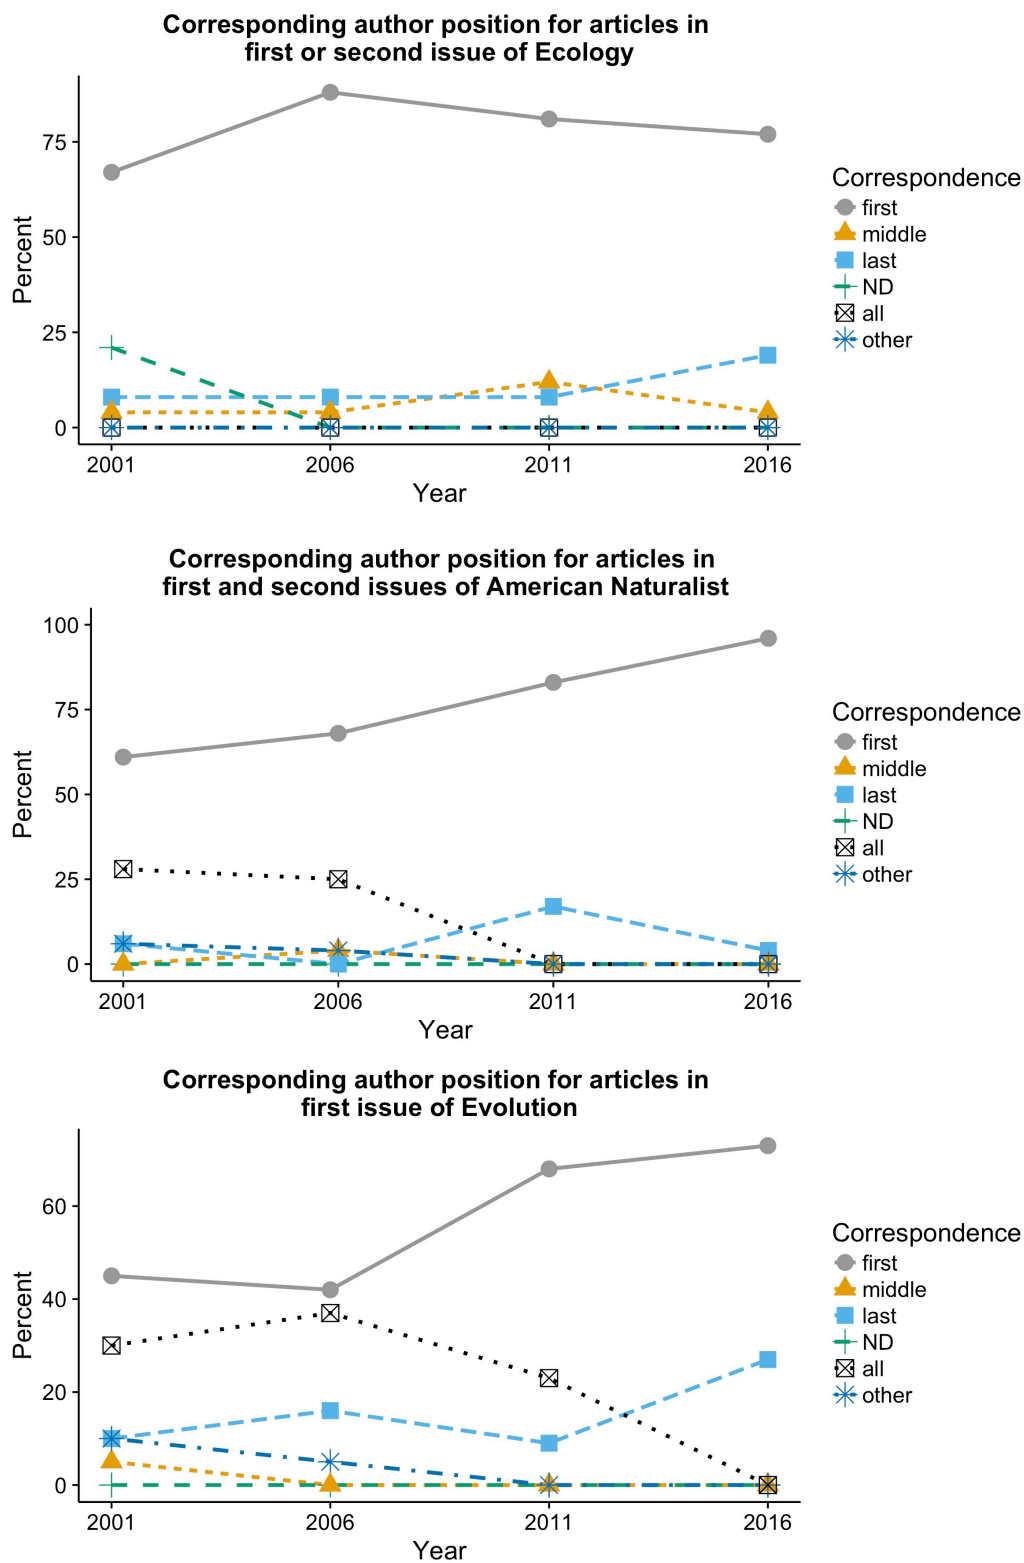 Corresponding author position for articles in
first or second issue of Ecology
75
50
25
0
Percent
2001 2006 2011 2016
Year
Correspondence
first
middle
last
ND
all
other
Corresponding author position for articles in
first and second issues of American Naturalist
100
75
50
25
0
Percent
2001 2006 2011 2016
Year
Correspondence
first
middle
last
ND
all
other
Corresponding author position for articles in
first issue of Evolution
60
40
20
0
Percent
2001 2006 2011 2016
Year
Correspondence
first
middle
last
ND
all
other